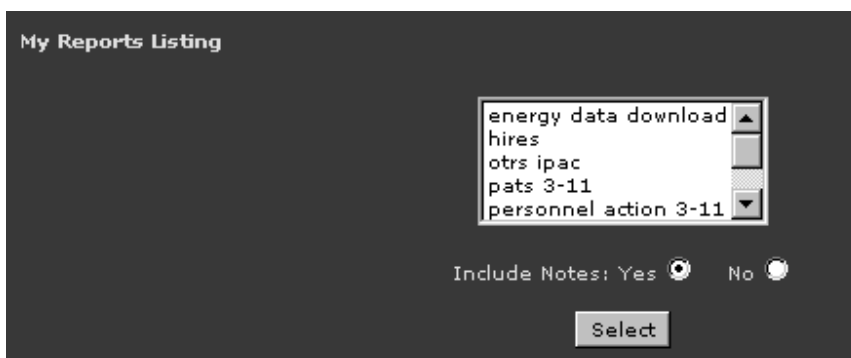 My Reports Listing
energy data download
hires
otrs ipac
pats 3-11
personnel action 3-11
Include Notes: Yes No
Select